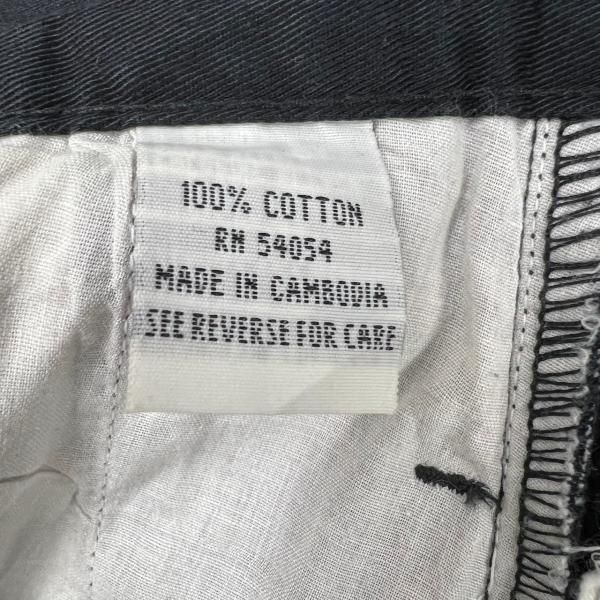 100% COTTON
RN 54054
MADE IN CAMBODIA
SEE REVERSE FOR CARE